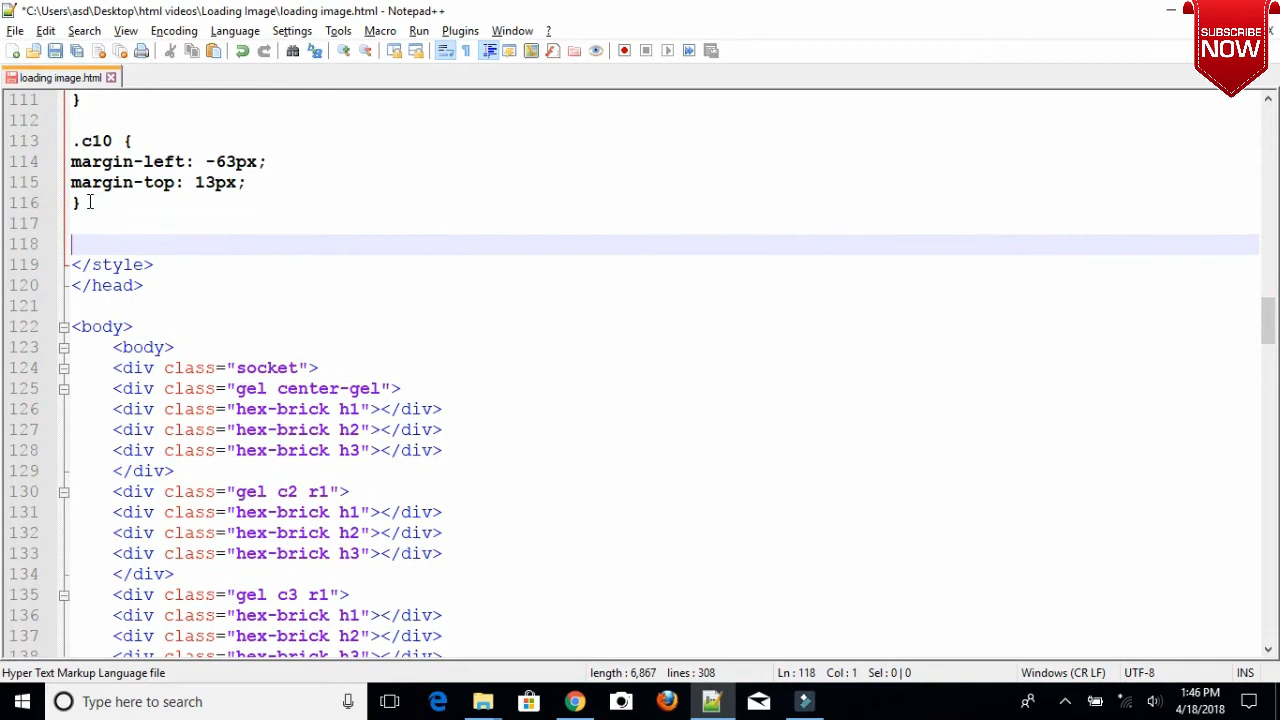 *C:\Users\asd\Desktop\html videos\Loading Image\loading image.html - Notepad++
SUBSCRIBE
NOW
File Edit Search View Encoding Language Settings Tools Macro Run Plugins Window ?
loading image.html
111 }
112
113 .c10 {
114 margin-left: -63px;
115 margin-top: 13px;
116 }
117
118
119 </style>
120 </head>
121
122 <body>
123 <body>
124 <div class="socket">
125 <div class="gel center-gel">
126 <div class="hex-brick h1"></div>
127 <div class="hex-brick h2"></div>
128 <div class="hex-brick h3"></div>
129 </div>
130 <div class="gel c2 r1">
131 <div class="hex-brick h1"></div>
132 <div class="hex-brick h2"></div>
133 <div class="hex-brick h3"></div>
134 </div>
135 <div class="gel c3 r1">
136 <div class="hex-brick h1"></div>
137 <div class="hex-brick h2"></div>
138 <div class="hex-brick h3"></div>
Hyper Text Markup Language file length : 6,867 lines : 308 Ln : 118 Col : 1 Sel : 0 | 0 Windows (CR LF) UTF-8 INS
Type here to search
1:46 PM
4/18/2018